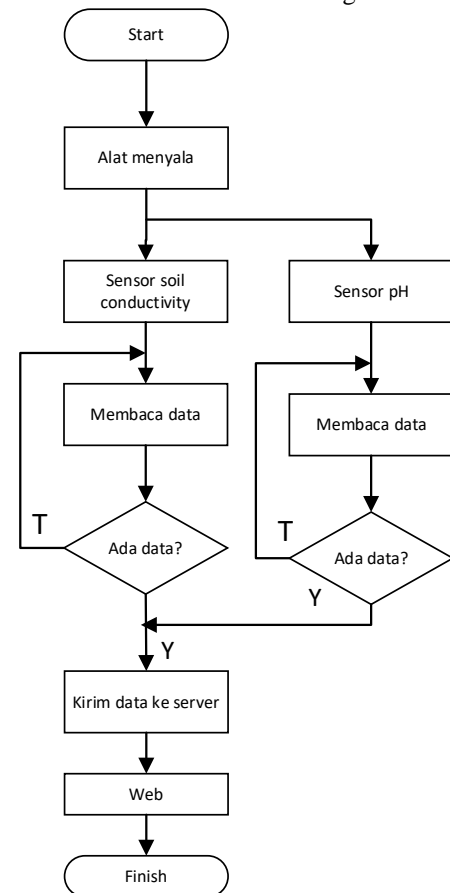 Start
Alat menyala
Sensor soil
conductivity
Sensor pH
Membaca data
Membaca data
T
Ada data?
T
Ada data?
Y
Y
Kirim data ke server
Web
Finish